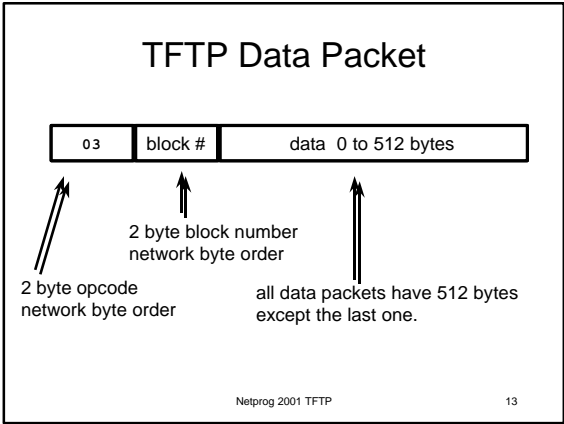 TFTP Data Packet
03 block # data 0 to 512 bytes
2 byte block number
network byte order
2 byte opcode
network byte order
all data packets have 512 bytes
except the last one.
Netprog 2001 TFTP 13